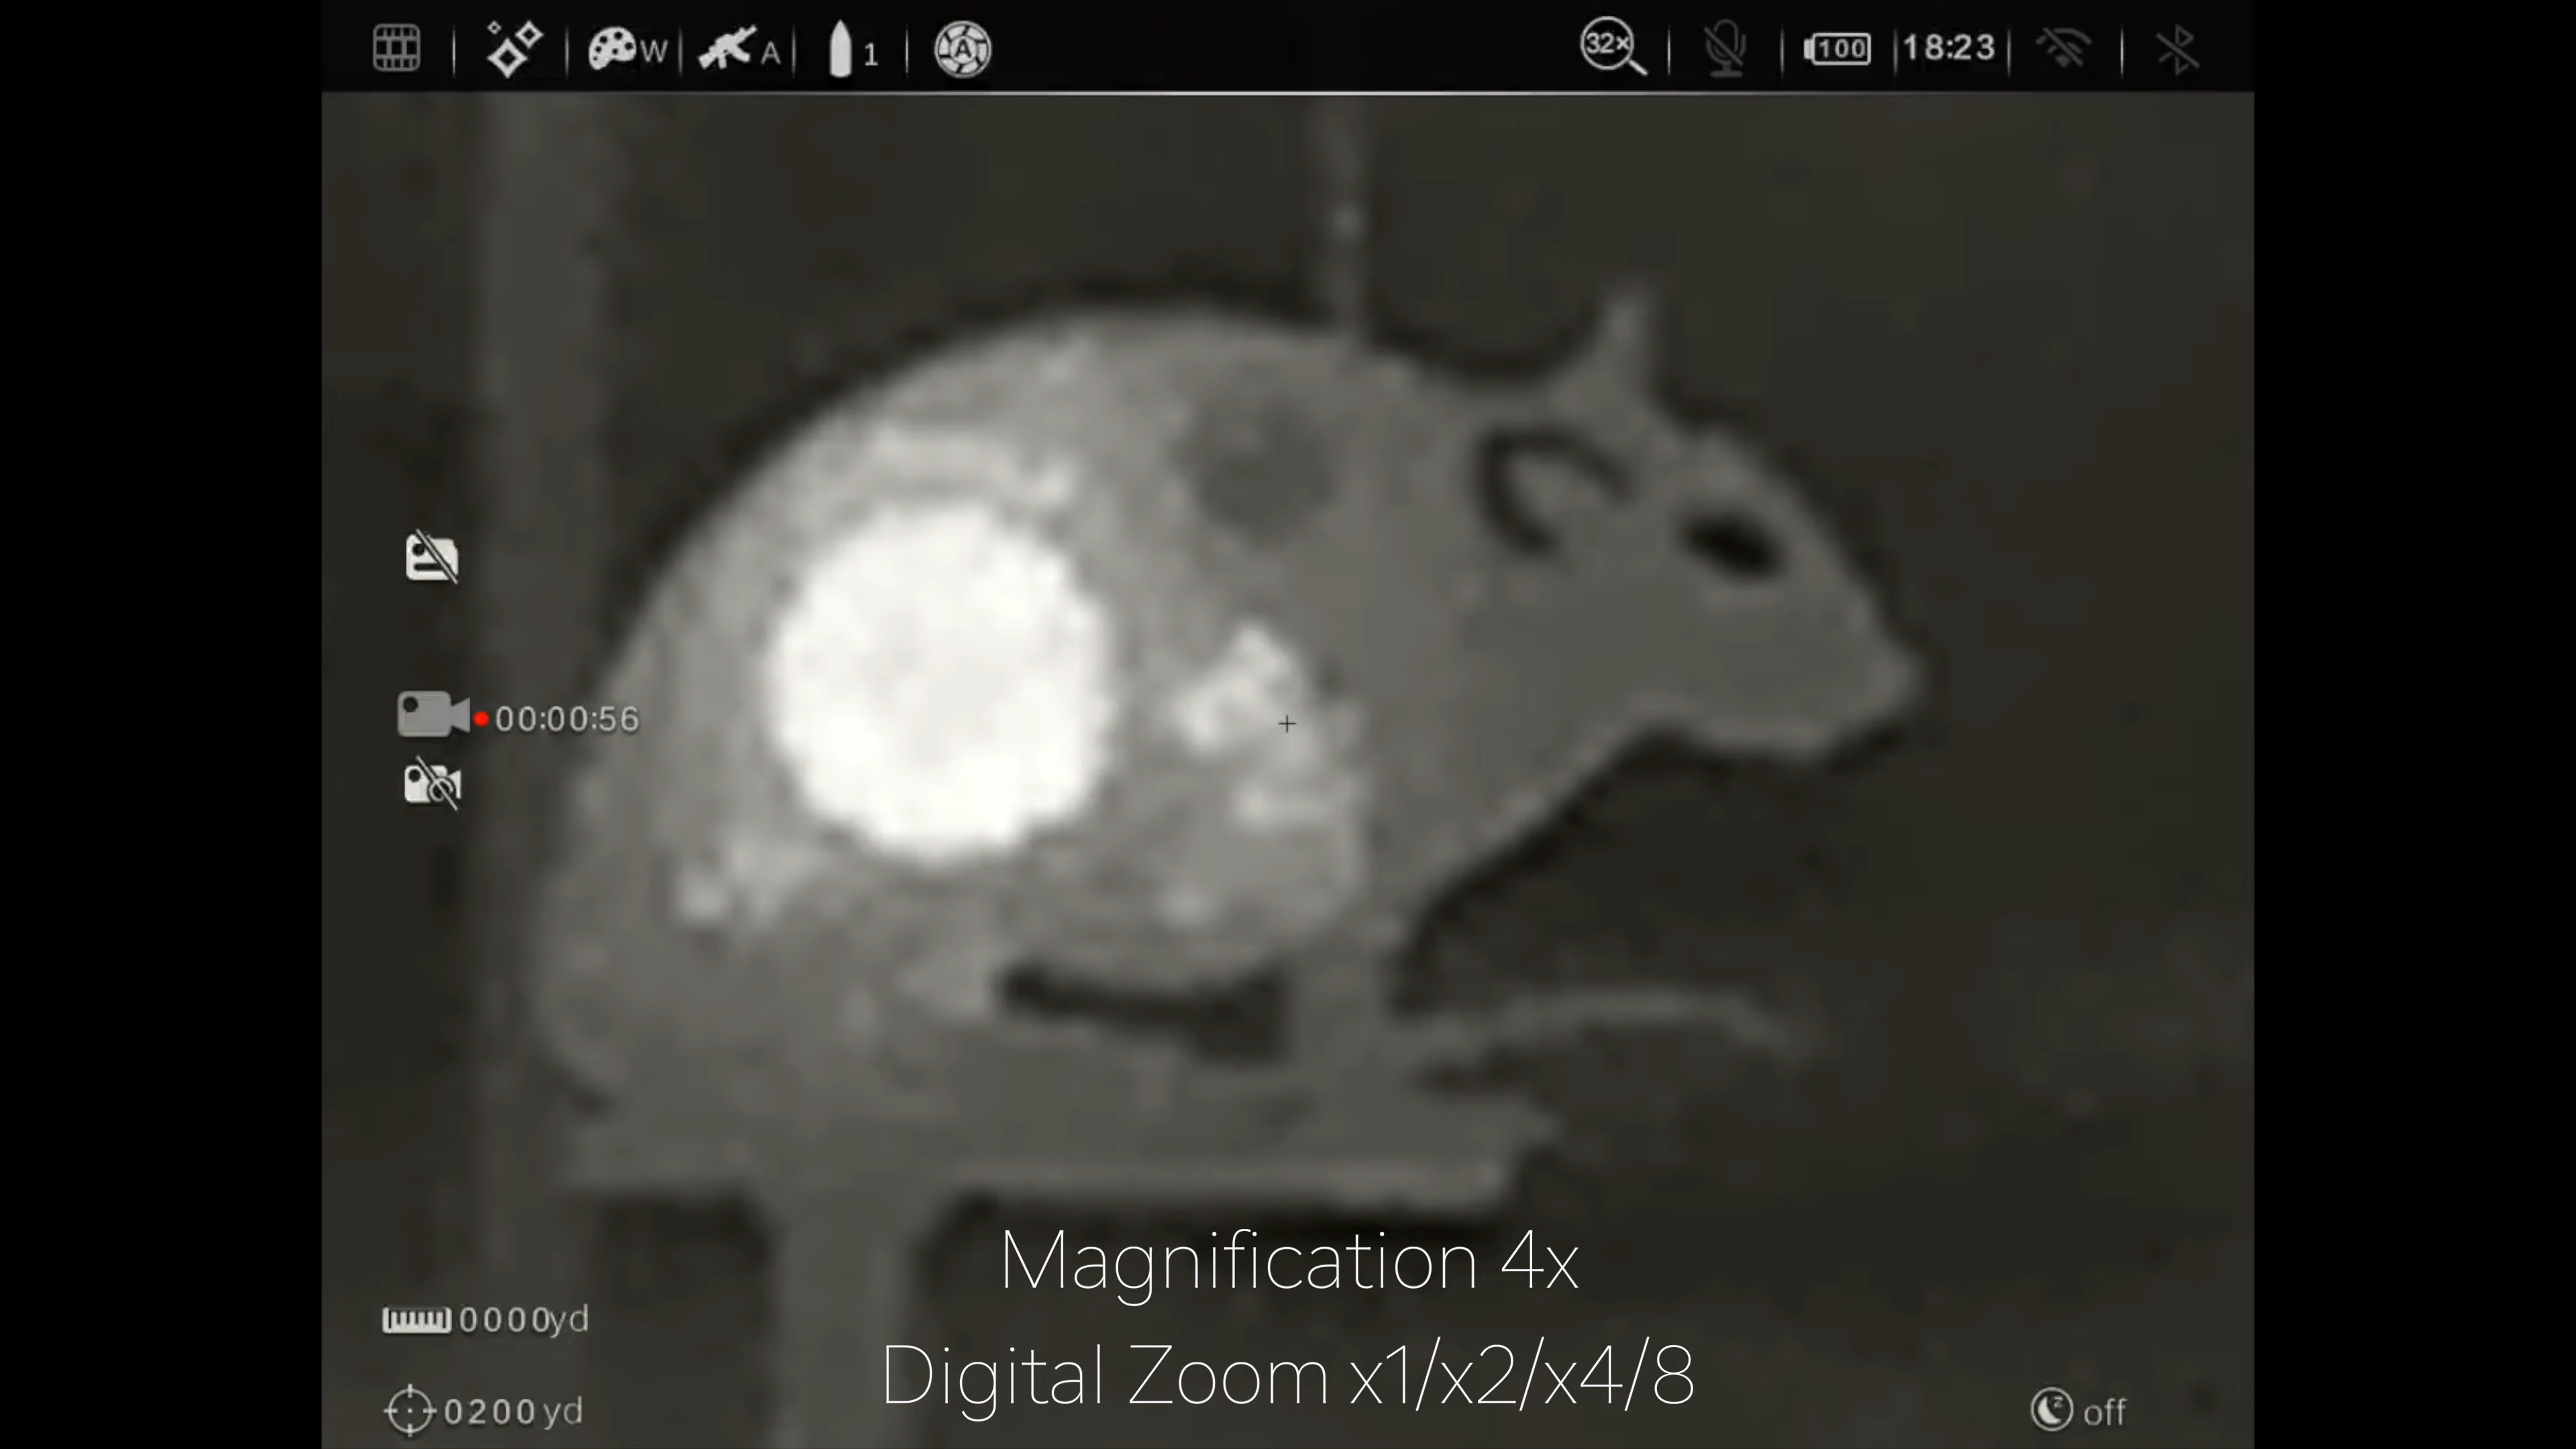 W A 1 A 32x 100 18:23
00:00:56
0000yd
0200yd
off
Magnification 4x
Digital Zoom x1/x2/x4/8